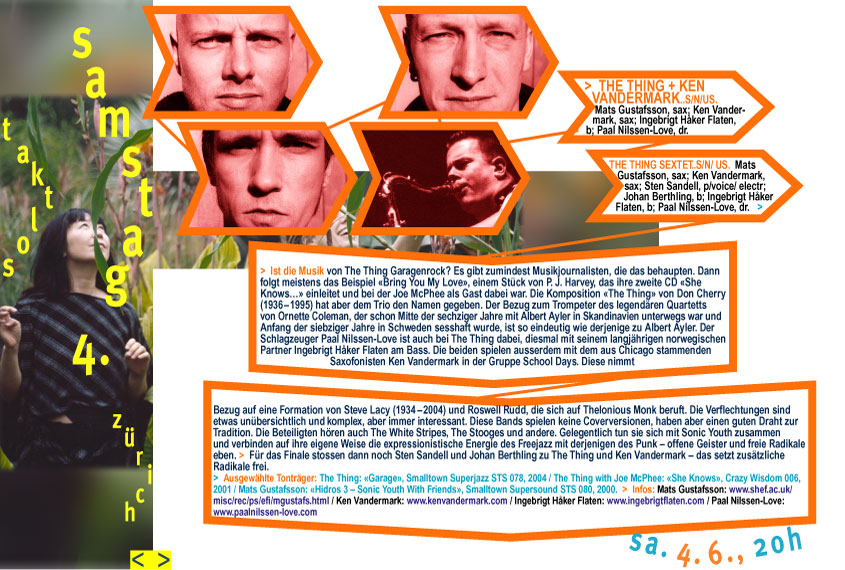 samstag 4.
taktlos
zürich
> THE THING + KEN
VANDERMARK..S/N/US.
Mats Gustafsson, sax; Ken Vander-
mark, sax; Ingebrigt Håker Flaten,
b; Paal Nilssen-Love, dr.
THE THING SEXTET.S/N/ US. Mats
Gustafsson, sax; Ken Vandermark,
sax; Sten Sandell, p/voice/ electr;
Johan Berthling, b; Ingebrigt Håker
Flaten, b; Paal Nilssen-Love, dr. >
> Ist die Musik von The Thing Garagenrock? Es gibt zumindest Musikjournalisten, die das behaupten. Dann
folgt meistens das Beispiel «Bring You My Love», einem Stück von P. J. Harvey, das ihre zweite CD «She
Knows…» einleitet und bei der Joe McPhee als Gast dabei war. Die Komposition «The Thing» von Don Cherry
(1936–1995) hat aber dem Trio den Namen gegeben. Der Bezug zum Trompeter des legendären Quartetts
von Ornette Coleman, der schon Mitte der sechziger Jahre mit Albert Ayler in Skandinavien unterwegs war und
Anfang der siebziger Jahre in Schweden sesshaft wurde, ist so eindeutig wie derjenige zu Albert Ayler. Der
Schlagzeuger Paal Nilssen-Love ist auch bei The Thing dabei, diesmal mit seinem langjährigen norwegischen
Partner Ingebrigt Håker Flaten am Bass. Die beiden spielen ausserdem mit dem aus Chicago stammenden
Saxofonisten Ken Vandermark in der Gruppe School Days. Diese nimmt
Bezug auf eine Formation von Steve Lacy (1934–2004) und Roswell Rudd, die sich auf Thelonious Monk beruft. Die Verflechtungen sind
etwas unübersichtlich und komplex, aber immer interessant. Diese Bands spielen keine Coverversionen, haben aber einen guten Draht zur
Tradition. Die Beteiligten hören auch The White Stripes, The Stooges und andere. Gelegentlich tun sie sich mit Sonic Youth zusammen
und verbinden auf ihre eigene Weise die expressionistische Energie des Freejazz mit derjenigen des Punk – offene Geister und freie Radikale
eben. > Für das Finale stossen dann noch Sten Sandell und Johan Berthling zu The Thing und Ken Vandermark – das setzt zusätzliche
Radikale frei.
> Ausgewählte Tonträger: The Thing: «Garage», Smalltown Superjazz STS 078, 2004 / The Thing with Joe McPhee: «She Knows», Crazy Wisdom 006,
2001 / Mats Gustafsson: «Hidros 3 – Sonic Youth With Friends», Smalltown Supersound STS 080, 2000. > Infos: Mats Gustafsson: www.shef.ac.uk/
misc/rec/ps/efi/mgustafs.html / Ken Vandermark: www.kenvandermark.com / Ingebrigt Håker Flaten: www.ingebrigtflaten.com / Paal Nilssen-Love:
www.paalnilssen-love.com
sa. 4.6., 20h
< >